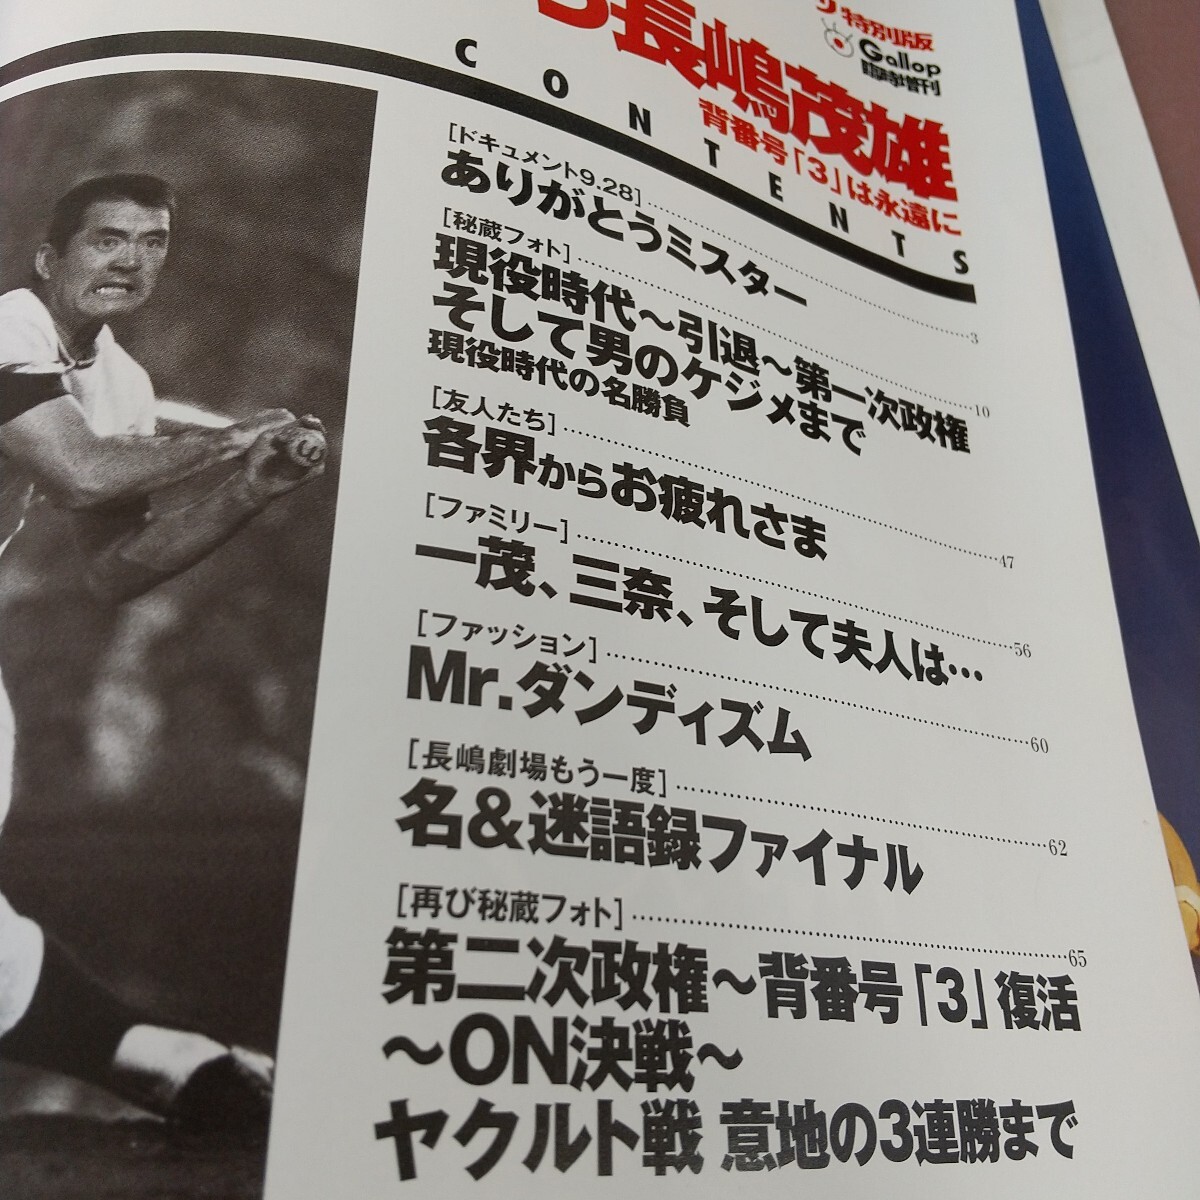 特別版
Gallop
臨時増刊
長嶋茂雄
背番号「3」は永遠に
CONTENTS
[ドキュメント9.28]……3
ありがとうミスター
[秘蔵フォト]……10
現役時代～引退～第一次政権
そして男のケジメまで
現役時代の名勝負
[友人たち]……47
各界からお疲れさま
[ファミリー]……56
一茂、三奈、そして夫人は…
[ファッション]……60
Mr.ダンディズム
[長嶋劇場もう一度]……62
名&迷語録ファイナル
[再び秘蔵フォト]……65
第二次政権～背番号「3」復活
～ON決戦～
ヤクルト戦 意地の3連勝まで